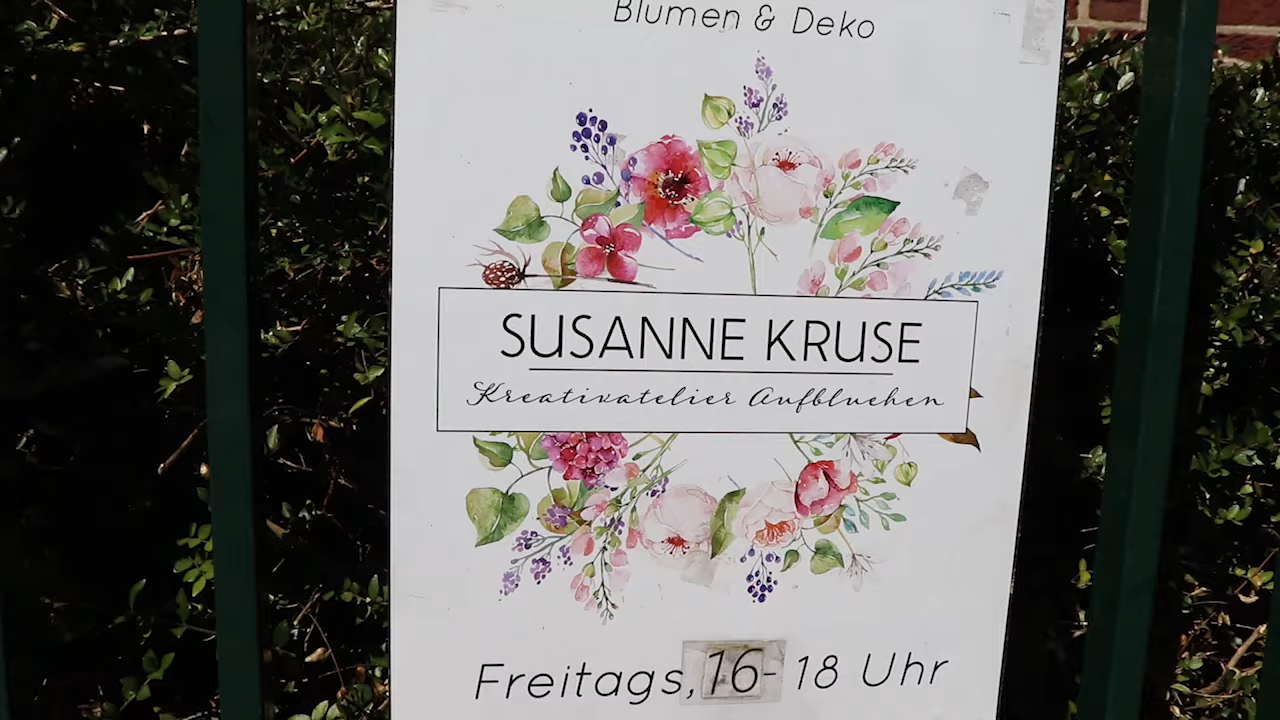 Blumen & Deko
SUSANNE KRUSE
Kreativatelier Aufbluehen
Freitags, 16- 18 Uhr